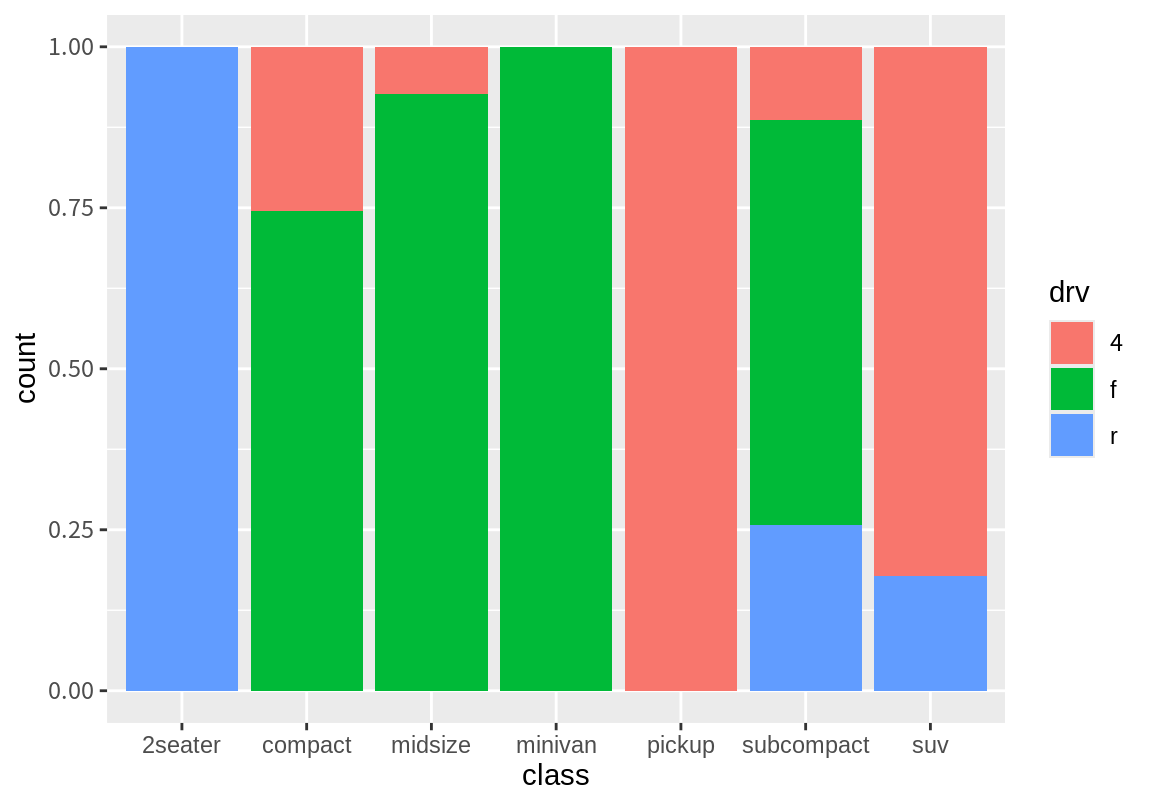 1.00
0.75
0.50
0.25
0.00
count
2seater compact midsize minivan pickup subcompact suv
class
drv
4
f
r